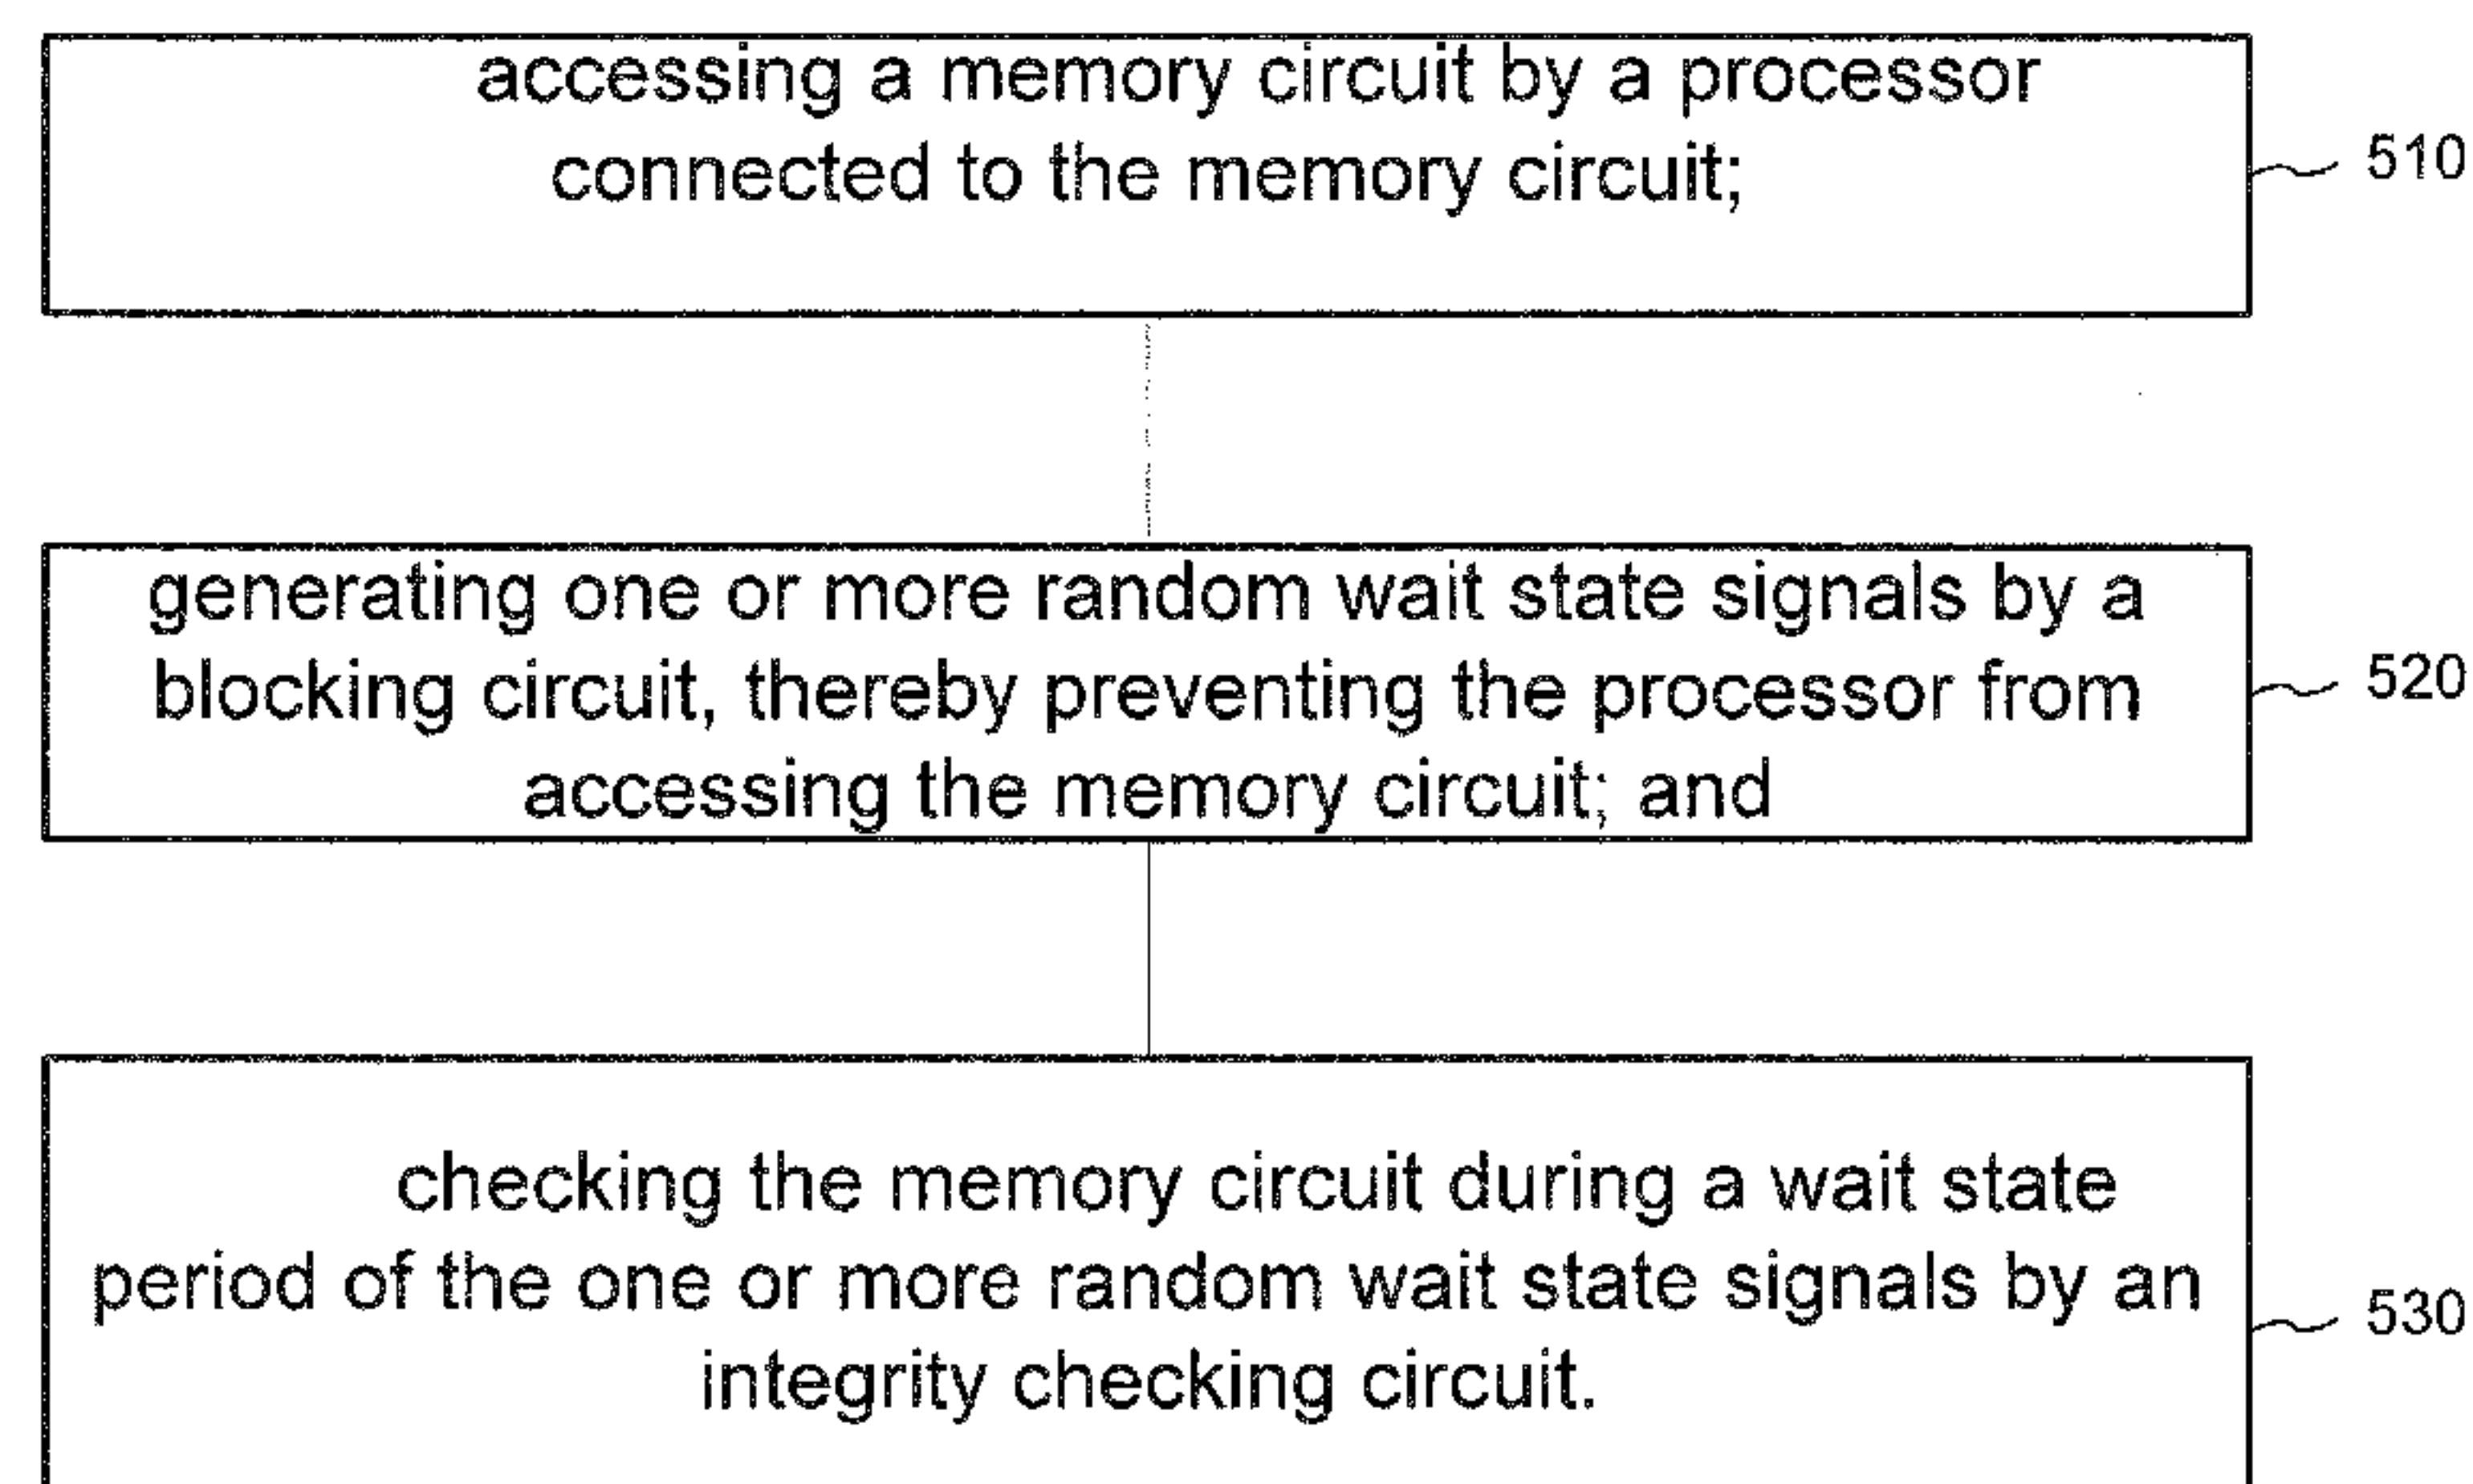 accessing a memory circuit by a processor
connected to the memory circuit;
510
generating one or more random wait state signals by a
blocking circuit, thereby preventing the processor from
accessing the memory circuit; and
520
checking the memory circuit during a wait state
period of the one or more random wait state signals by an
integrity checking circuit.
530